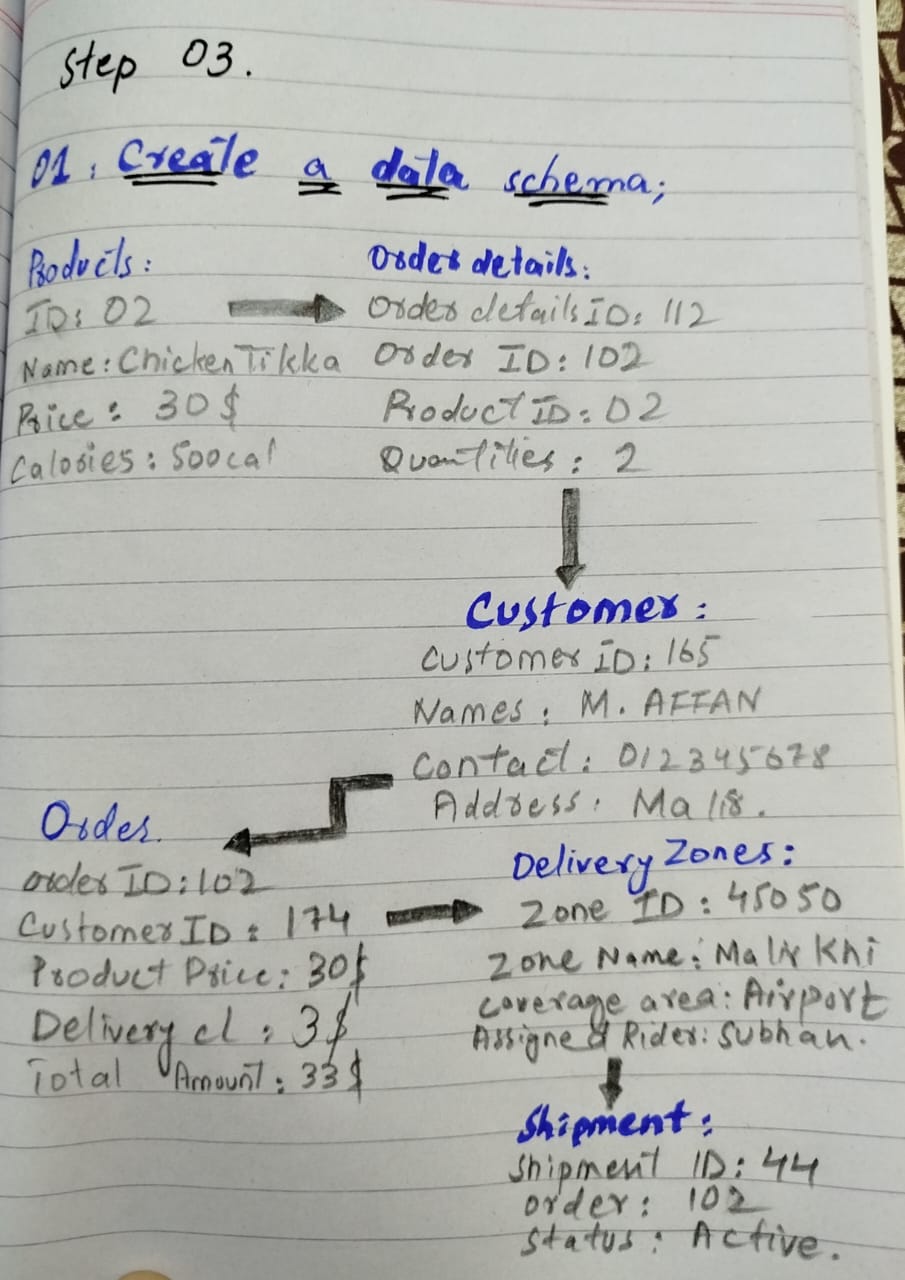 Step 03.
01. Create a data schema;
Products:
ID: 02
Name: Chicken Tikka
Price: 30$
Calories: 500cal
Order details:
Order details ID: 112
Order ID: 102
Product ID: 02
Quantities: 2
Customer:
Customer ID: 165
Names: M. AFFAN
Contact: 012345678
Address: Malir.
Order.
order ID: 102
Customer ID: 174
Product Price: 30$
Delivery cl: 3$
Total Amount: 33$
Delivery Zones:
Zone ID: 45050
Zone Name: Malir Khi
Coverage area: Airport
Assigned Rider: Subhan.
Shipment:
Shipment ID: 44
order: 102
Status: Active.